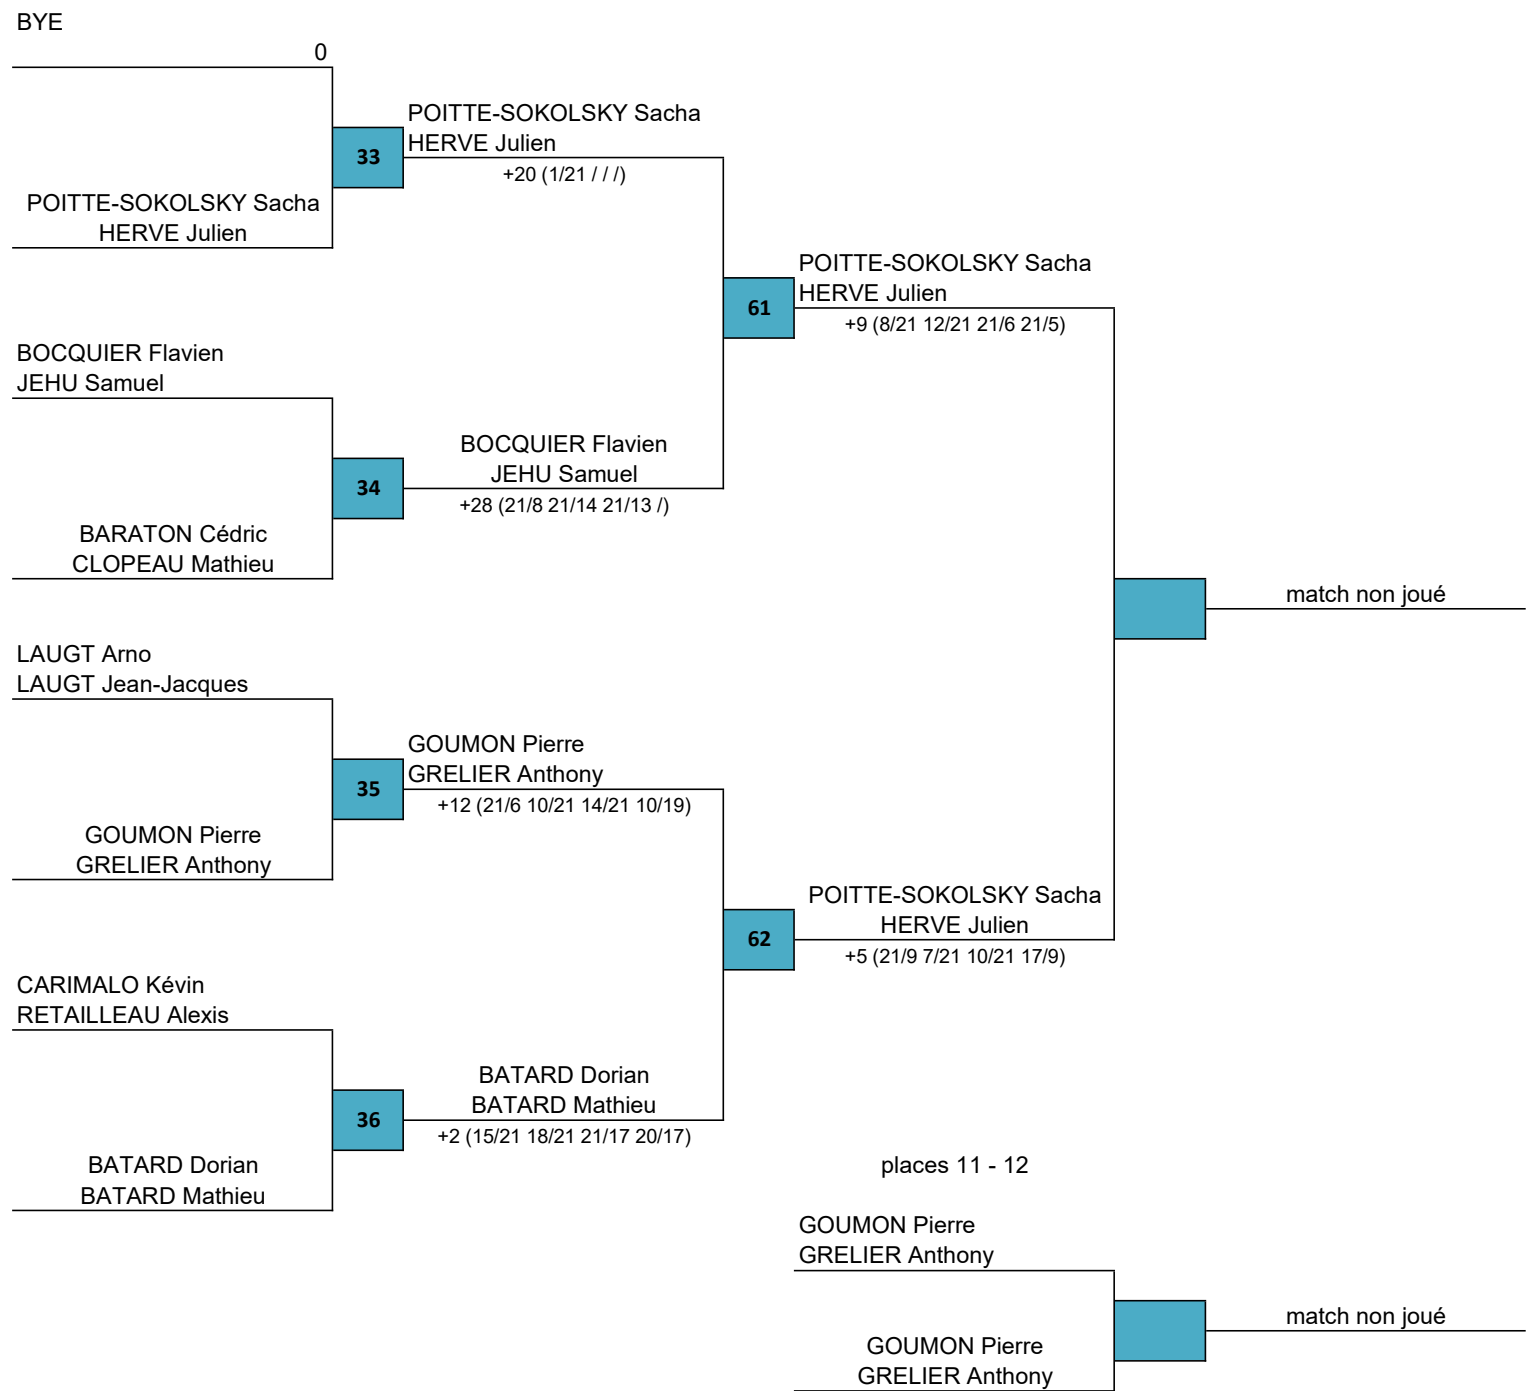 BYE
0
POITTE-SOKOLSKY Sacha
HERVE Julien
33
POITTE-SOKOLSKY Sacha
HERVE Julien
+20 (1/21 / / /)
BOCQUIER Flavien
JEHU Samuel
34
BARATON Cédric
CLOPEAU Mathieu
BOCQUIER Flavien
JEHU Samuel
+28 (21/8 21/14 21/13 /)
61
POITTE-SOKOLSKY Sacha
HERVE Julien
+9 (8/21 12/21 21/6 21/5)
match non joué
LAUGT Arno
LAUGT Jean-Jacques
35
GOUMON Pierre
GRELIER Anthony
GOUMON Pierre
GRELIER Anthony
+12 (21/6 10/21 14/21 10/19)
62
POITTE-SOKOLSKY Sacha
HERVE Julien
+5 (21/9 7/21 10/21 17/9)
CARIMALO Kévin
RETAILLEAU Alexis
36
BATARD Dorian
BATARD Mathieu
BATARD Dorian
BATARD Mathieu
+2 (15/21 18/21 21/17 20/17)
places 11 - 12
GOUMON Pierre
GRELIER Anthony
match non joué
GOUMON Pierre
GRELIER Anthony